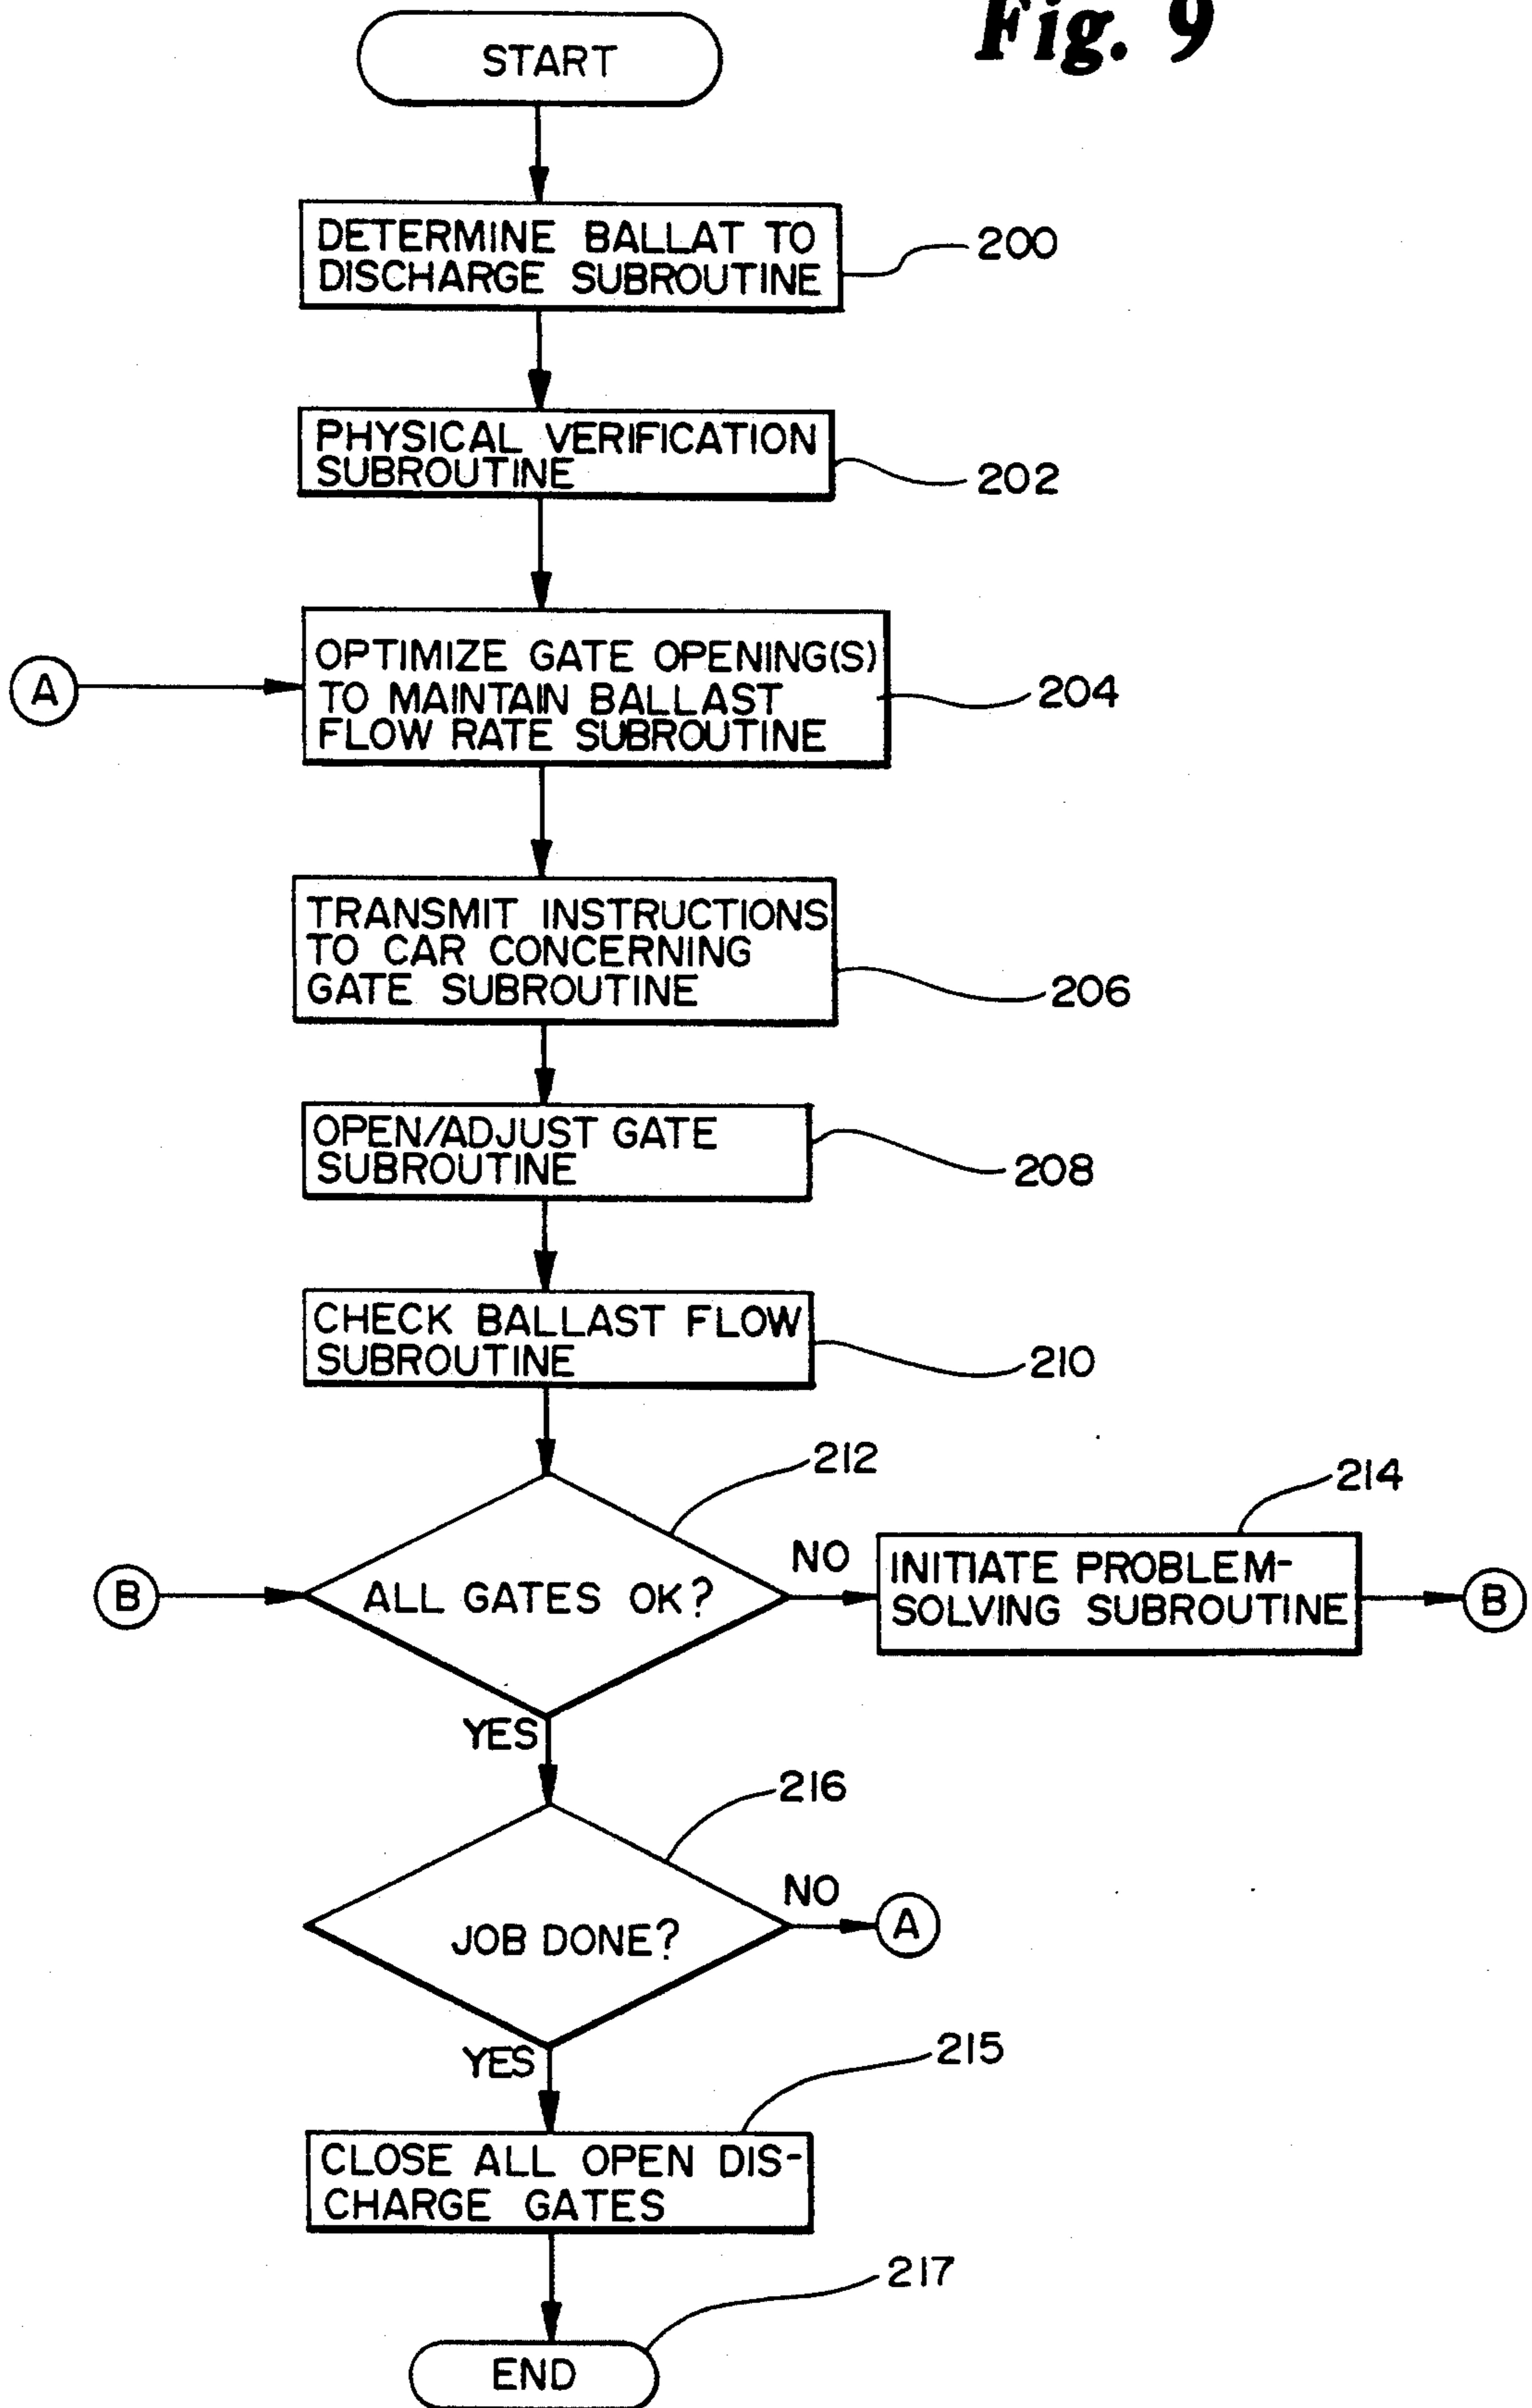 Fig. 9
START
DETERMINE BALLAT TO
DISCHARGE SUBROUTINE
200
PHYSICAL VERIFICATION
SUBROUTINE
202
A
OPTIMIZE GATE OPENING(S)
TO MAINTAIN BALLAST
FLOW RATE SUBROUTINE
204
TRANSMIT INSTRUCTIONS
TO CAR CONCERNING
GATE SUBROUTINE
206
OPEN/ADJUST GATE
SUBROUTINE
208
CHECK BALLAST FLOW
SUBROUTINE
210
212
214
B
ALL GATES OK?
NO
INITIATE PROBLEM-
SOLVING SUBROUTINE
B
YES
216
JOB DONE?
NO
A
YES
215
CLOSE ALL OPEN DIS-
CHARGE GATES
217
END